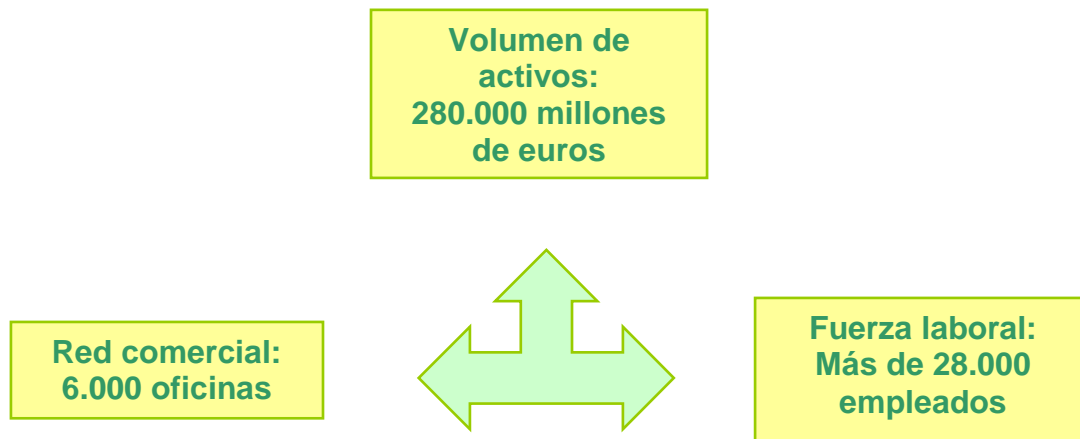 Volumen de
activos:
280.000 millones
de euros
Red comercial:
6.000 oficinas
Fuerza laboral:
Más de 28.000
empleados